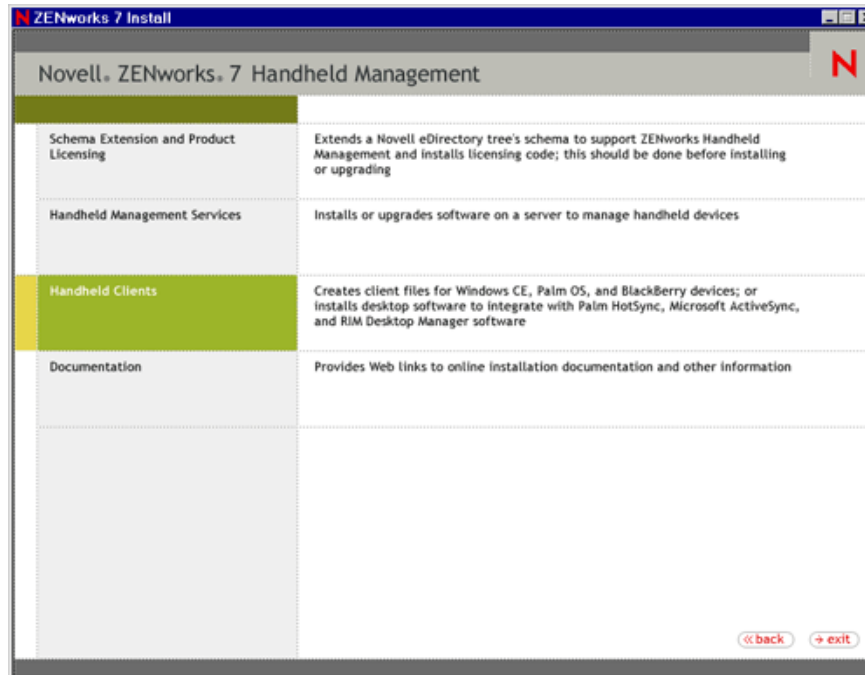 ZENworks 7 Install
Novell® ZENworks® 7 Handheld Management
N
Schema Extension and Product
Licensing
Extends a Novell eDirectory tree's schema to support ZENworks Handheld
Management and installs licensing code; this should be done before installing
or upgrading
Handheld Management Services
Installs or upgrades software on a server to manage handheld devices
Handheld Clients
Creates client files for Windows CE, Palm OS, and BlackBerry devices; or
installs desktop software to integrate with Palm HotSync, Microsoft ActiveSync,
and RIM Desktop Manager software
Documentation
Provides Web links to online installation documentation and other information
back
exit